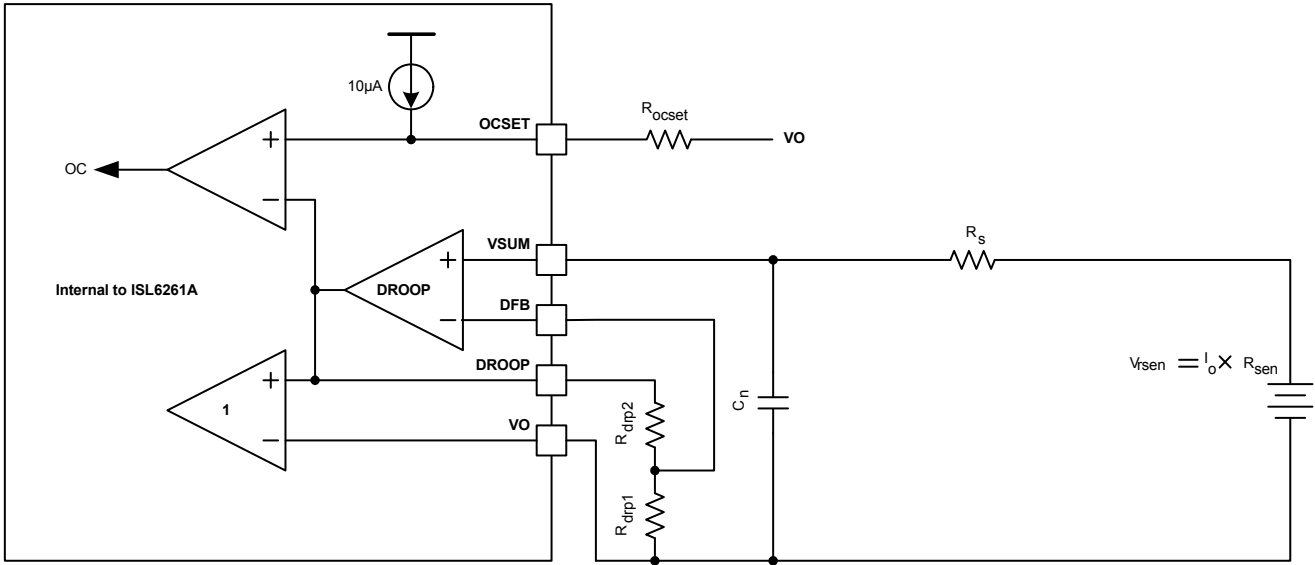 10µA
OCSET
R_ocset
VO
+
−
OC
VSUM
R_s
+
−
DROOP
Internal to ISL6261A
DFB
DROOP
+
−
1
VO
R_drp2
R_drp1
C_n
V_rsen = I_o × R_sen